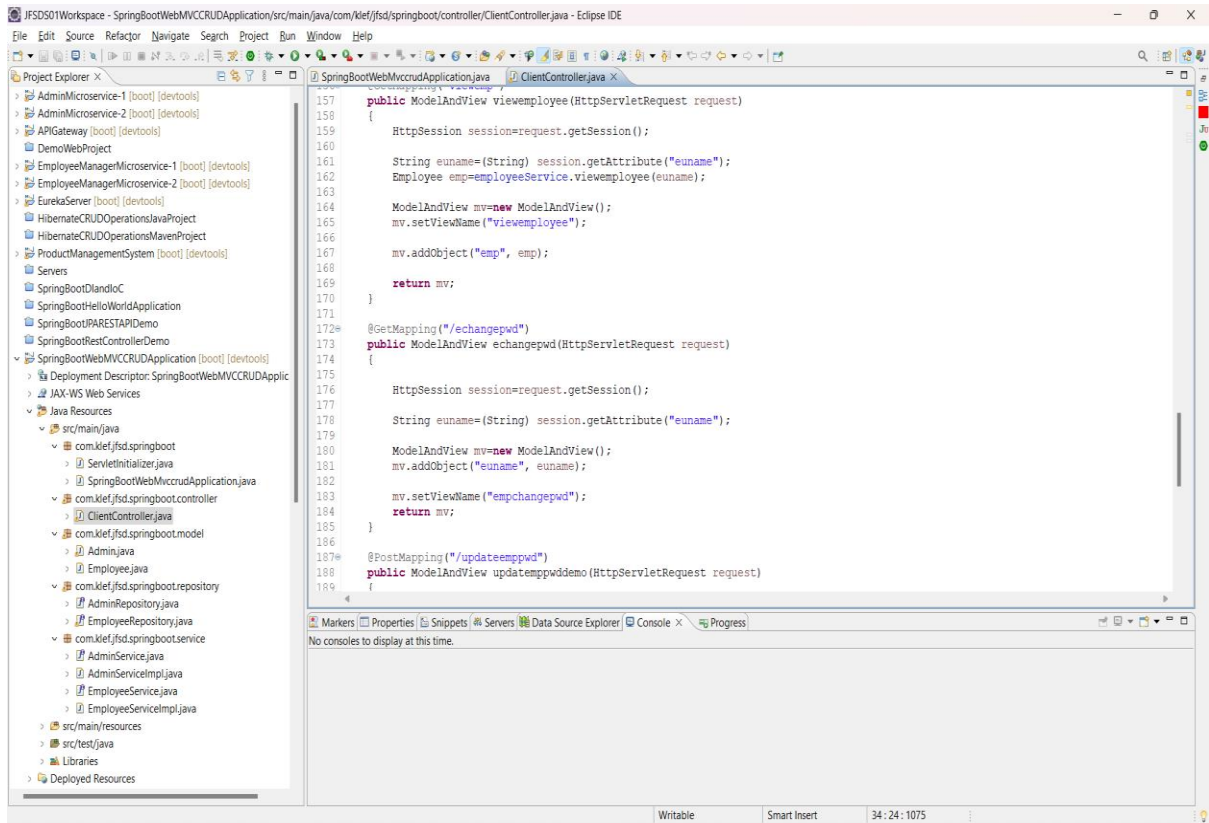 JFSDS01Workspace - SpringBootWebMVCCRUDApplication/src/main/java/com/klef/jfsd/springboot/controller/ClientController.java - Eclipse IDE
File Edit Source Refactor Navigate Search Project Run Window Help
Project Explorer ×
AdminMicroservice-1 [boot] [devtools]
AdminMicroservice-2 [boot] [devtools]
APIGateway [boot] [devtools]
DemoWebProject
EmployeeManagerMicroservice-1 [boot] [devtools]
EmployeeManagerMicroservice-2 [boot] [devtools]
EurekaServer [boot] [devtools]
HibernateCRUDOperationsJavaProject
HibernateCRUDOperationsMavenProject
ProductManagementSystem [boot] [devtools]
Servers
SpringBootDIandIoC
SpringBootHelloWorldApplication
SpringBootJPARESTAPIDemo
SpringBootRestControllerDemo
SpringBootWebMVCCRUDApplication [boot] [devtools]
Deployment Descriptor: SpringBootWebMVCCRUDApplic
JAX-WS Web Services
Java Resources
src/main/java
com.klef.jfsd.springboot
ServletInitializer.java
SpringBootWebMvccrudApplication.java
com.klef.jfsd.springboot.controller
ClientController.java
com.klef.jfsd.springboot.model
Admin.java
Employee.java
com.klef.jfsd.springboot.repository
AdminRepository.java
EmployeeRepository.java
com.klef.jfsd.springboot.service
AdminService.java
AdminServiceImpl.java
EmployeeService.java
EmployeeServiceImpl.java
src/main/resources
src/test/java
Libraries
Deployed Resources
SpringBootWebMvccrudApplication.java ClientController.java ×
157 public ModelAndView viewemployee(HttpServletRequest request)
158 {
159 HttpSession session=request.getSession();
160
161 String euname=(String) session.getAttribute("euname");
162 Employee emp=employeeService.viewemployee(euname);
163
164 ModelAndView mv=new ModelAndView();
165 mv.setViewName("viewemployee");
166
167 mv.addObject("emp", emp);
168
169 return mv;
170 }
171
172 @GetMapping("/echangepwd")
173 public ModelAndView echangepwd(HttpServletRequest request)
174 {
175
176 HttpSession session=request.getSession();
177
178 String euname=(String) session.getAttribute("euname");
179
180 ModelAndView mv=new ModelAndView();
181 mv.addObject("euname", euname);
182
183 mv.setViewName("empchangepwd");
184 return mv;
185 }
186
187 @PostMapping("/updateemppwd")
188 public ModelAndView updatemppwddemo(HttpServletRequest request)
189 {
Markers Properties Snippets Servers Data Source Explorer Console × Progress
No consoles to display at this time.
Writable Smart Insert 34 : 24 : 1075